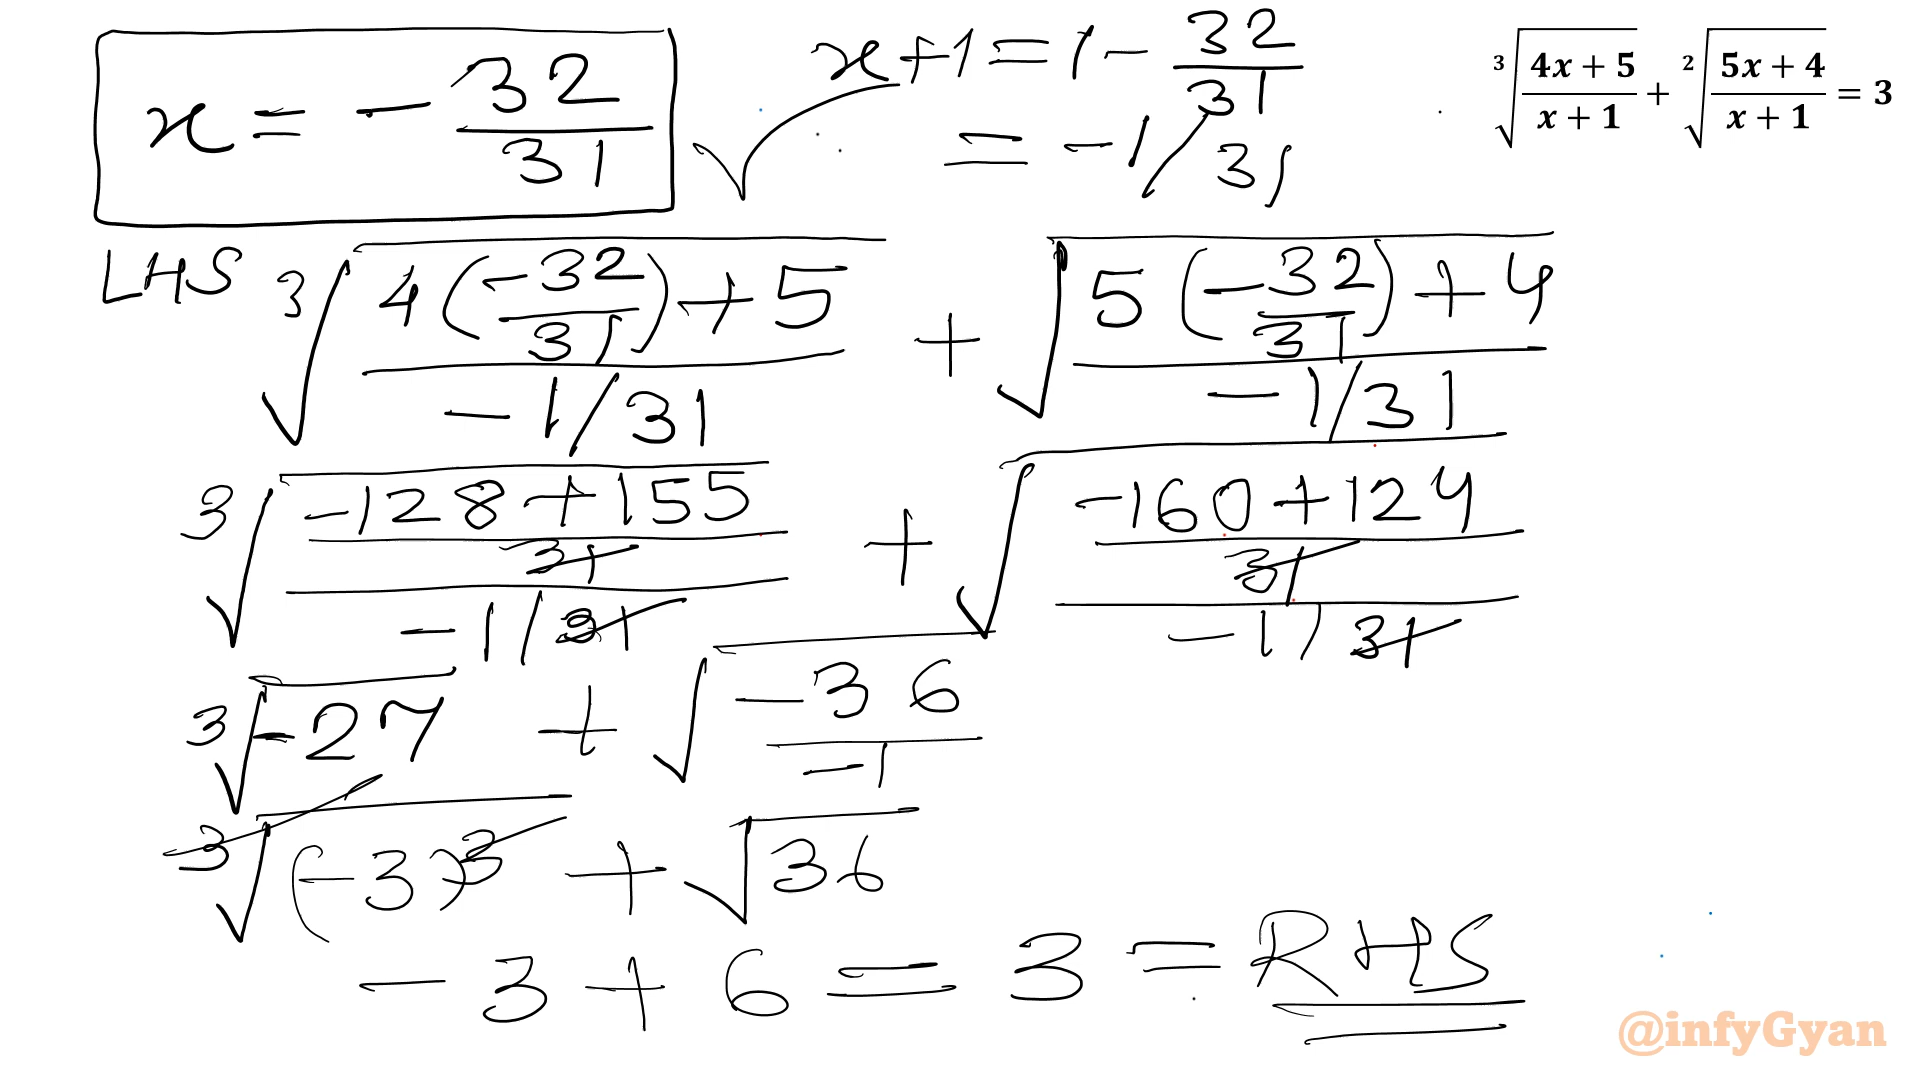 x = - 32/31 ✓ x+1 = 1 - 32/31
= -1/31
∛((4x + 5)/(x + 1)) + ²√((5x + 4)/(x + 1)) = 3
LHS ∛((4(-32/31)+5)/(-1/31)) + √((5(-32/31)+4)/(-1/31))
∛(((-128+155)/31)/(-1/31)) + √(((-160+124)/31)/(-1/31))
∛-27 + √(-36/-1)
∛(-3)³ + √36
-3+6 = 3 = RHS
@infyGyan